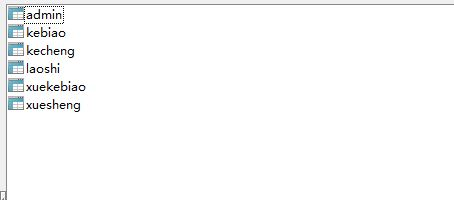 admin
kebiao
kecheng
laoshi
xuekebiao
xuesheng